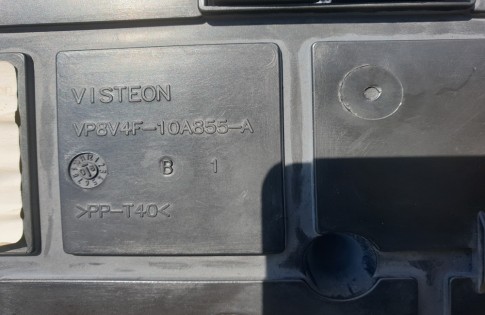 VISTEON
VP8V4F-10A855-A
B 1
>PP-T40<